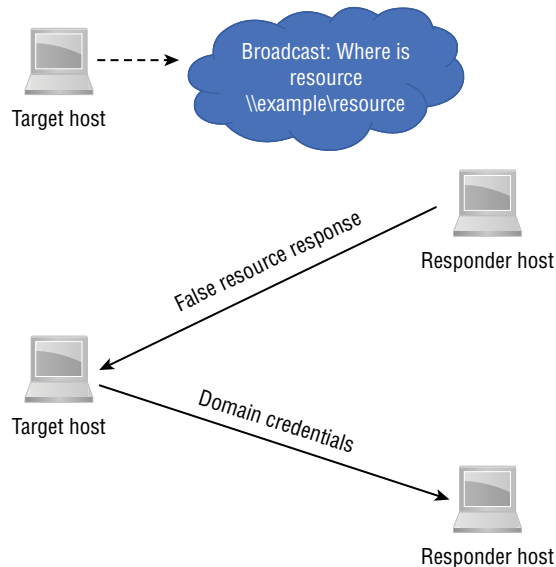 Broadcast: Where is
resource
\\example\resource
Target host
Responder host
False resource response
Target host
Domain credentials
Responder host